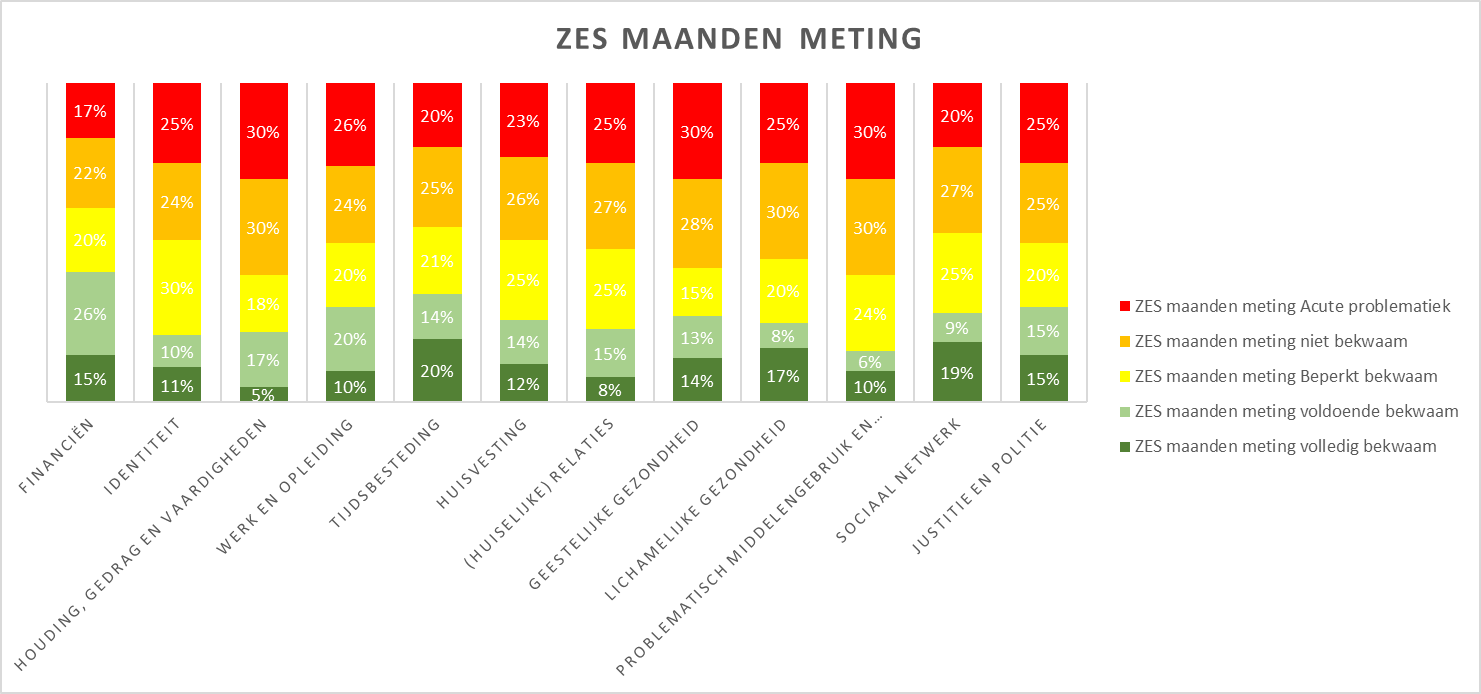 ZES MAANDEN METING
17% 25% 30% 26% 20% 23% 25% 30% 25% 30% 20% 25%
22% 24% 30% 24% 25% 26% 27% 28% 30% 30% 27% 25%
20% 30% 18% 20% 21% 25% 25% 15% 20% 24% 25% 20%
26% 10% 17% 20% 14% 14% 15% 13% 8% 6% 9% 15%
15% 11% 5% 10% 20% 12% 8% 14% 17% 10% 19% 15%
FINANCIËN
IDENTITEIT
HOUDING, GEDRAG EN VAARDIGHEDEN
WERK EN OPLEIDING
TIJDSBESTEDING
HUISVESTING
(HUISELIJKE) RELATIES
GEESTELIJKE GEZONDHEID
LICHAMELIJKE GEZONDHEID
PROBLEMATISCH MIDDELENGEBRUIK EN…
SOCIAAL NETWERK
JUSTITIE EN POLITIE
ZES maanden meting Acute problematiek
ZES maanden meting niet bekwaam
ZES maanden meting Beperkt bekwaam
ZES maanden meting voldoende bekwaam
ZES maanden meting volledig bekwaam